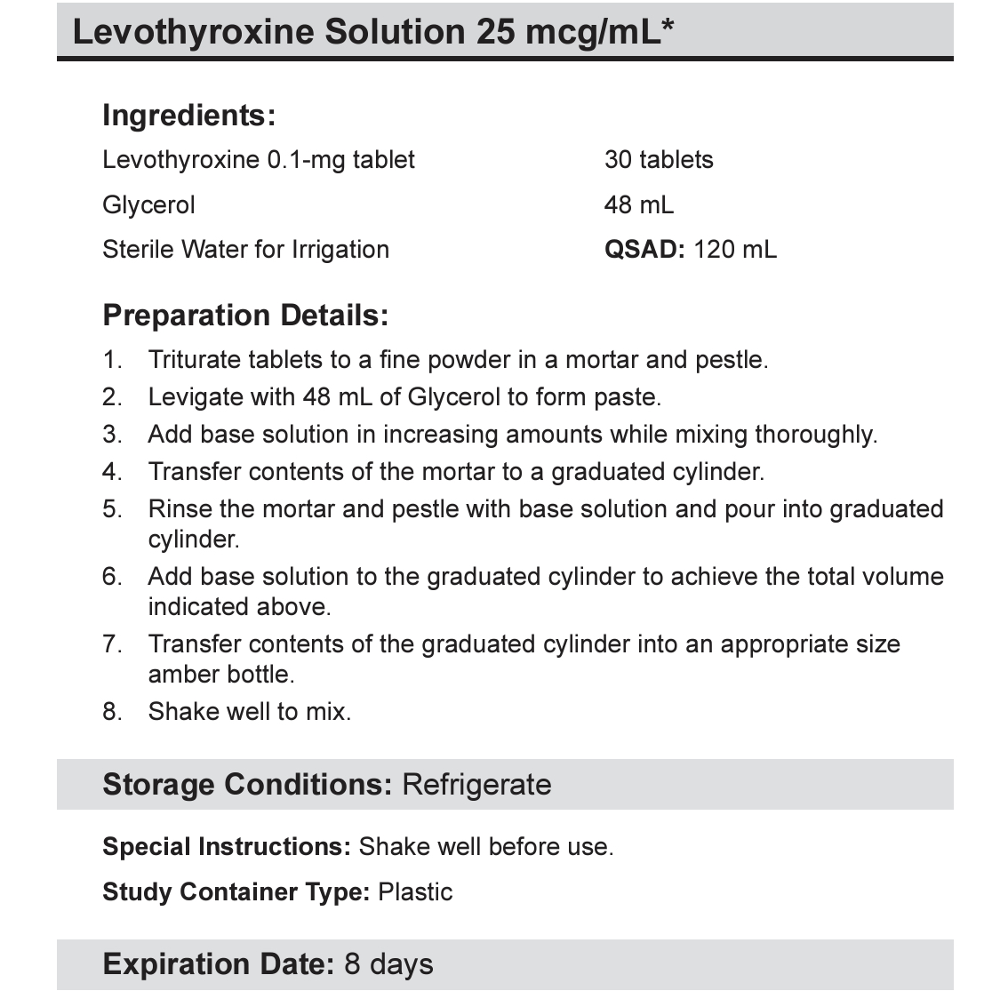 Levothyroxine Solution 25 mcg/mL*
Ingredients:
Levothyroxine 0.1-mg tablet 30 tablets
Glycerol 48 mL
Sterile Water for Irrigation QSAD: 120 mL
Preparation Details:
1. Triturate tablets to a fine powder in a mortar and pestle.
2. Levigate with 48 mL of Glycerol to form paste.
3. Add base solution in increasing amounts while mixing thoroughly.
4. Transfer contents of the mortar to a graduated cylinder.
5. Rinse the mortar and pestle with base solution and pour into graduated
cylinder.
6. Add base solution to the graduated cylinder to achieve the total volume
indicated above.
7. Transfer contents of the graduated cylinder into an appropriate size
amber bottle.
8. Shake well to mix.
Storage Conditions: Refrigerate
Special Instructions: Shake well before use.
Study Container Type: Plastic
Expiration Date: 8 days